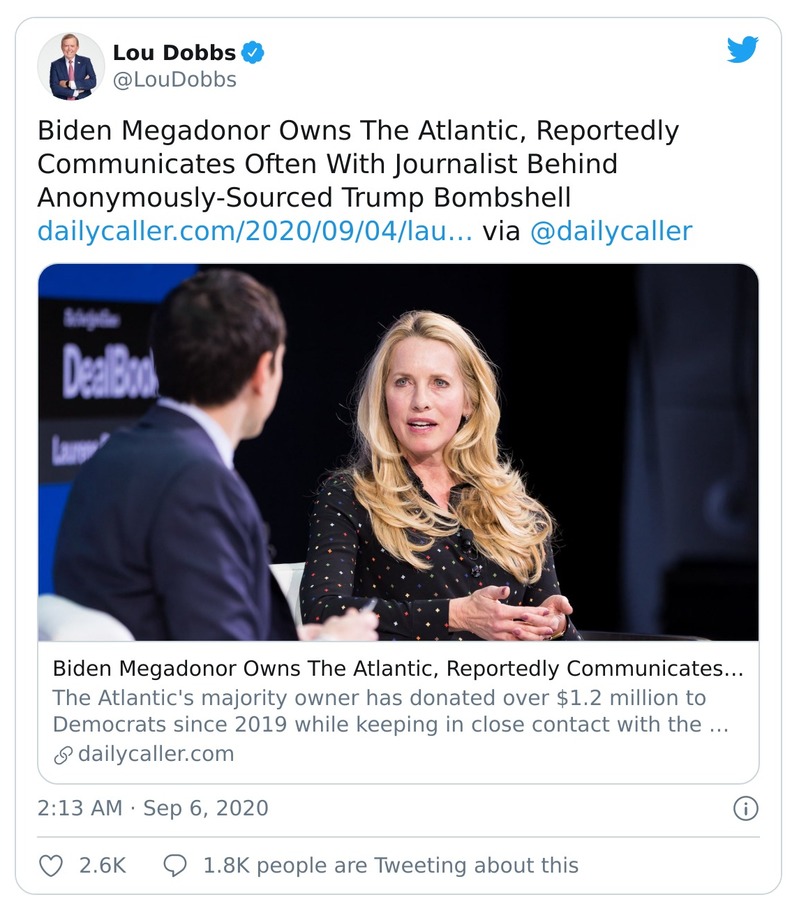 Lou Dobbs
@LouDobbs
Biden Megadonor Owns The Atlantic, Reportedly
Communicates Often With Journalist Behind
Anonymously-Sourced Trump Bombshell
dailycaller.com/2020/09/04/lau… via @dailycaller
DealBook
Biden Megadonor Owns The Atlantic, Reportedly Communicates...
The Atlantic's majority owner has donated over $1.2 million to
Democrats since 2019 while keeping in close contact with the ...
dailycaller.com
2:13 AM · Sep 6, 2020
2.6K
1.8K people are Tweeting about this